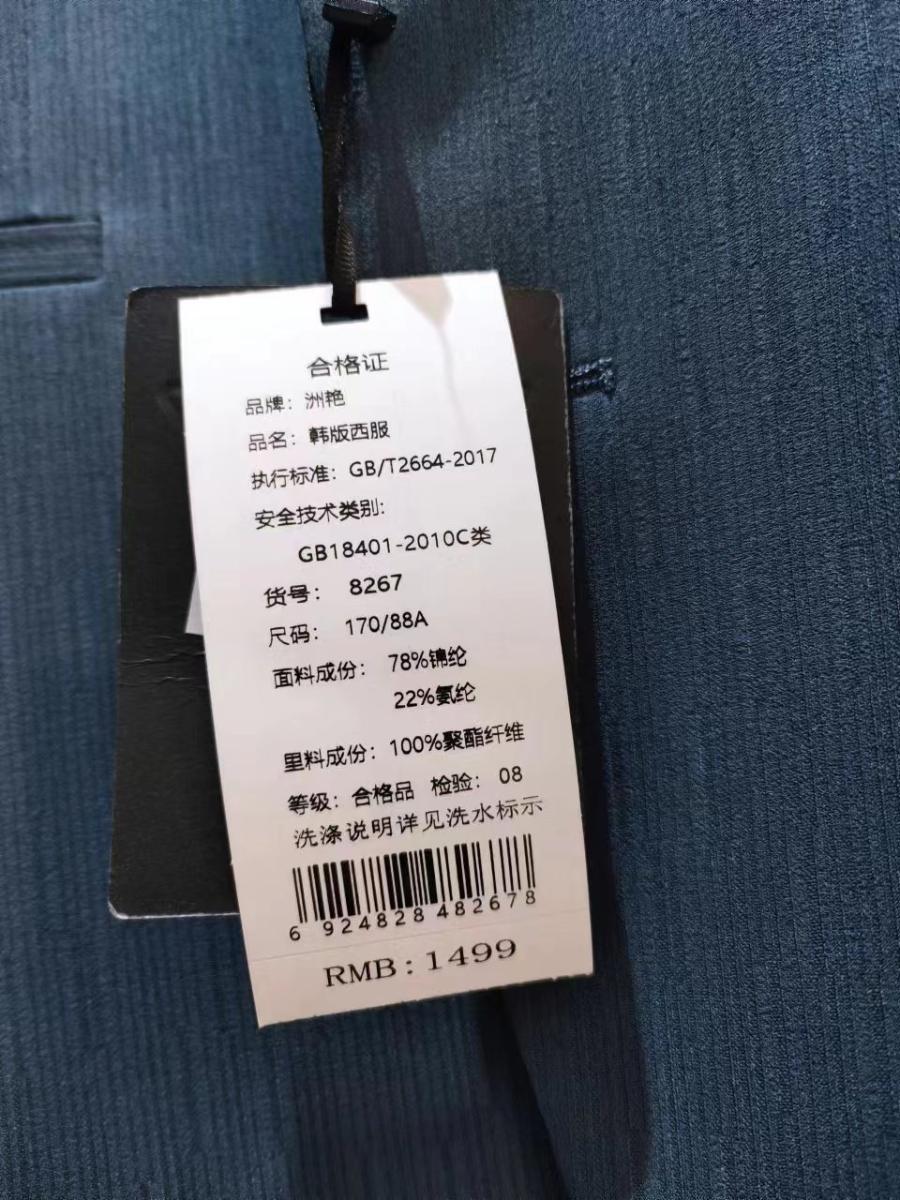 合格证
品牌：洲艳
品名：韩版西服
执行标准：GB/T2664-2017
安全技术类别：
GB18401-2010C类
货号： 8267
尺码： 170/88A
面料成份： 78%锦纶
22%氨纶
里料成份：100%聚酯纤维
等级：合格品 检验： 08
洗涤说明详见洗水标示
6 924828 482678
RMB:1499